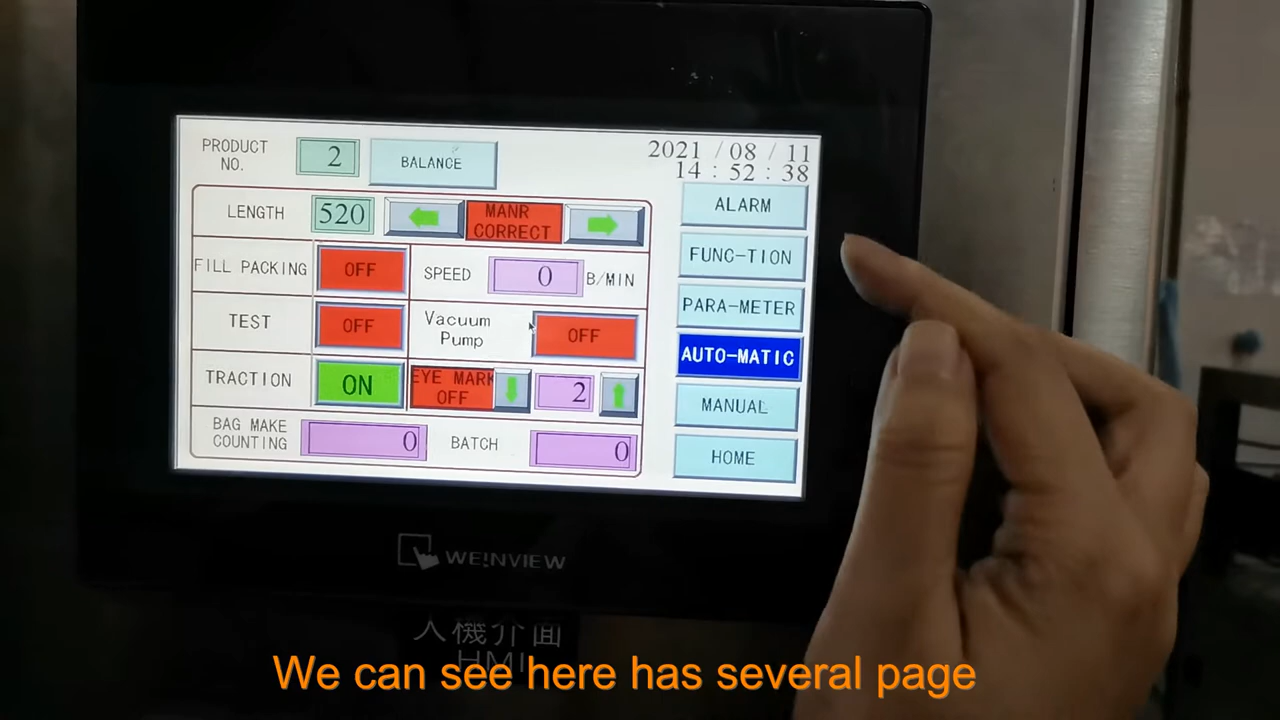 PRODUCT
NO.
2
BALANCE
2021 / 08 / 11
14 : 52 : 38
LENGTH
520
MANR
CORRECT
ALARM
FUNC-TION
PARA-METER
AUTO-MATIC
MANUAL
HOME
FILL PACKING
OFF
SPEED
0
B/MIN
TEST
OFF
Vacuum
Pump
OFF
TRACTION
ON
EYE MARK
OFF
2
BAG MAKE
COUNTING
0
BATCH
0
WEINVIEW
人機介面
HMI
We can see here has several page